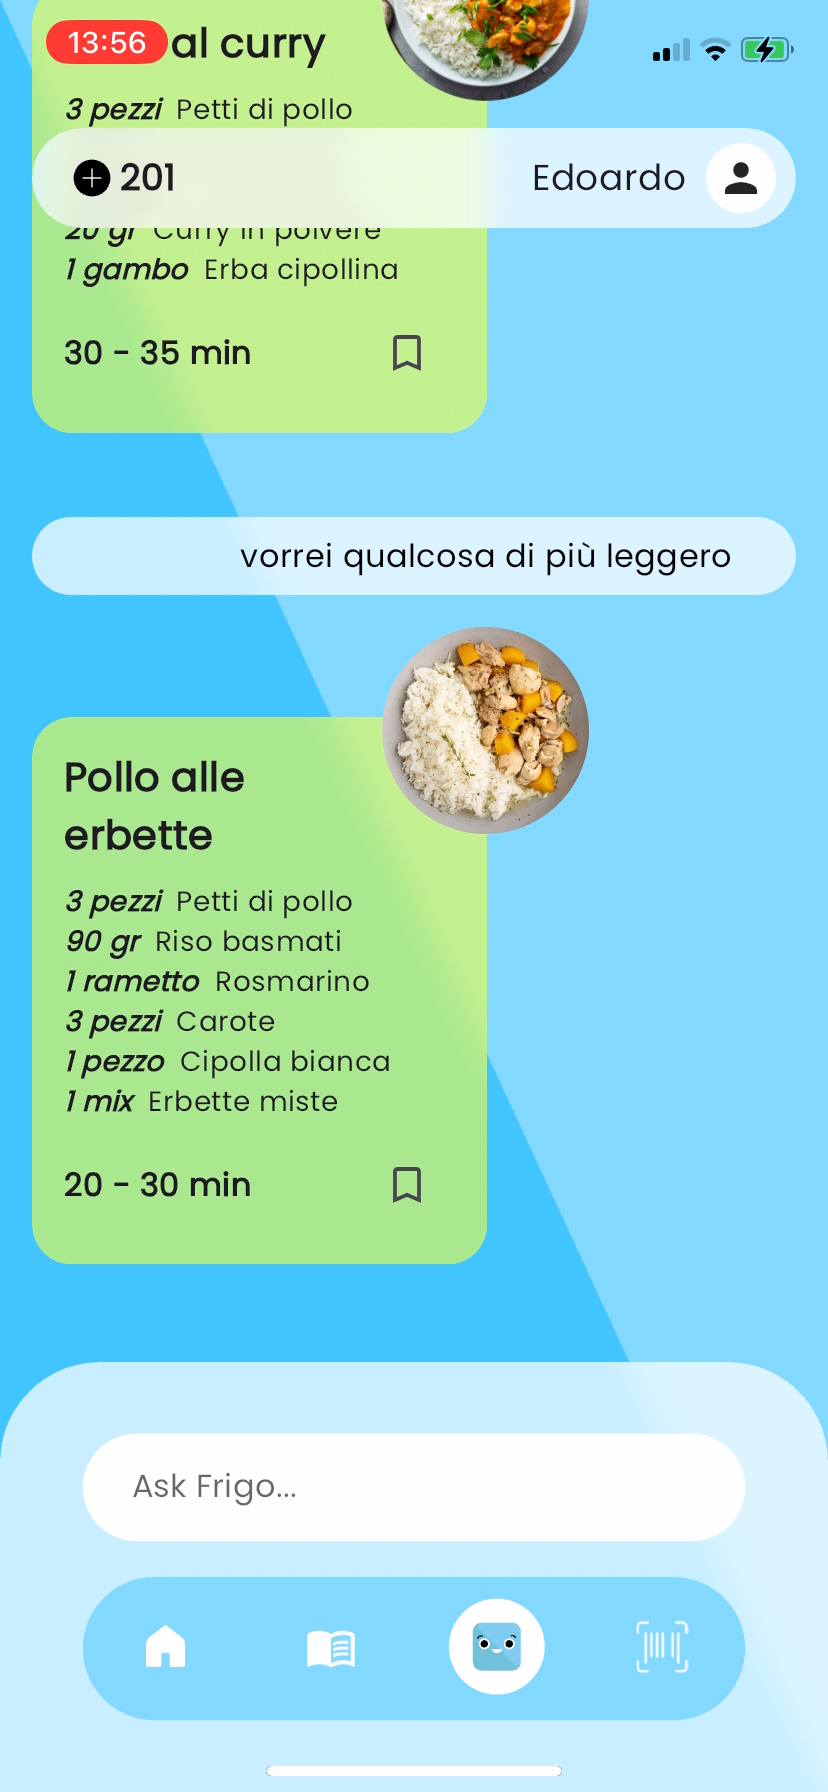 13:56
al curry
3 pezzi Petti di pollo
201 Edoardo
20 gr Curry in polvere
1 gambo Erba cipollina
30 - 35 min
vorrei qualcosa di più leggero
Pollo alle
erbette
3 pezzi Petti di pollo
90 gr Riso basmati
1 rametto Rosmarino
3 pezzi Carote
1 pezzo Cipolla bianca
1 mix Erbette miste
20 - 30 min
Ask Frigo...